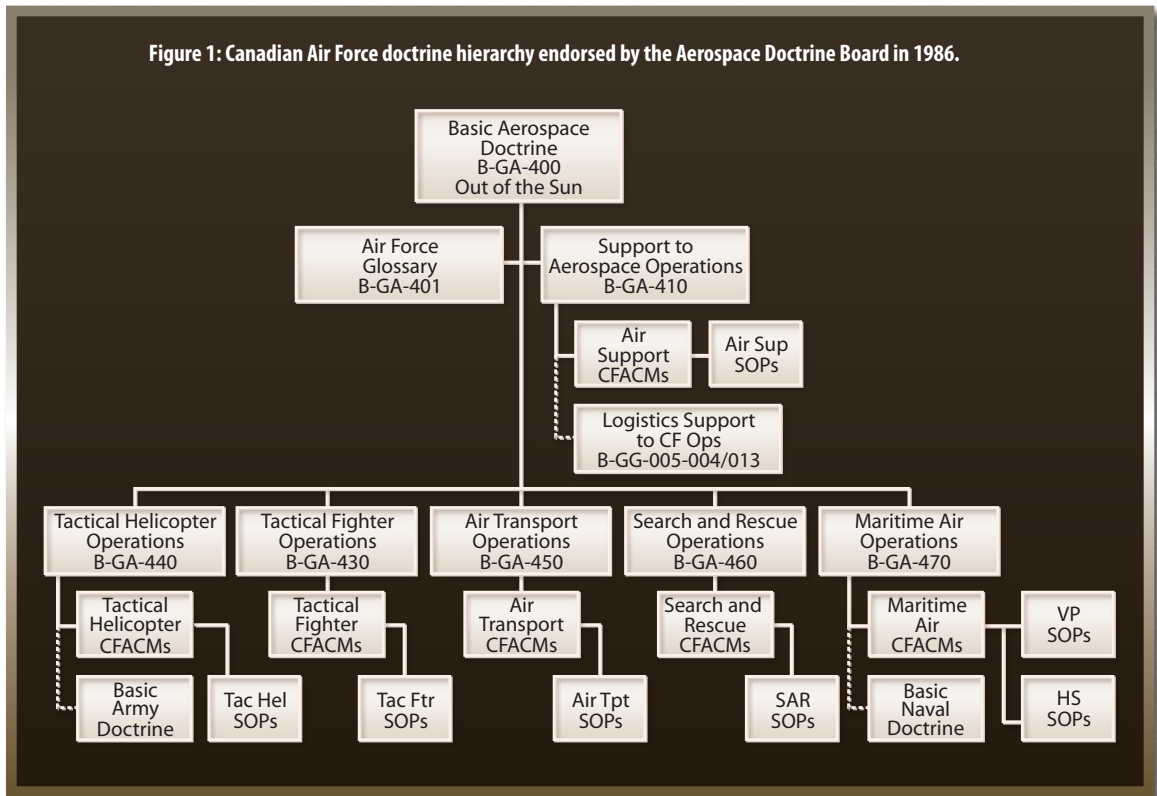 Figure 1: Canadian Air Force doctrine hierarchy endorsed by the Aerospace Doctrine Board in 1986.
Basic Aerospace
Doctrine
B-GA-400
Out of the Sun
Air Force
Glossary
B-GA-401
Support to
Aerospace Operations
B-GA-410
Air
Support
CFACMs
Air Sup
SOPs
Logistics Support
to CF Ops
B-GG-005-004/013
Tactical Helicopter
Operations
B-GA-440
Tactical Fighter
Operations
B-GA-430
Air Transport
Operations
B-GA-450
Search and Rescue
Operations
B-GA-460
Maritime Air
Operations
B-GA-470
Tactical
Helicopter
CFACMs
Tactical
Fighter
CFACMs
Air
Transport
CFACMs
Search and
Rescue
CFACMs
Maritime
Air
CFACMs
VP
SOPs
Basic
Army
Doctrine
Tac Hel
SOPs
Tac Ftr
SOPs
Air Tpt
SOPs
SAR
SOPs
Basic
Naval
Doctrine
HS
SOPs